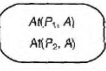 At(P₁, A)
At(P₂, A)